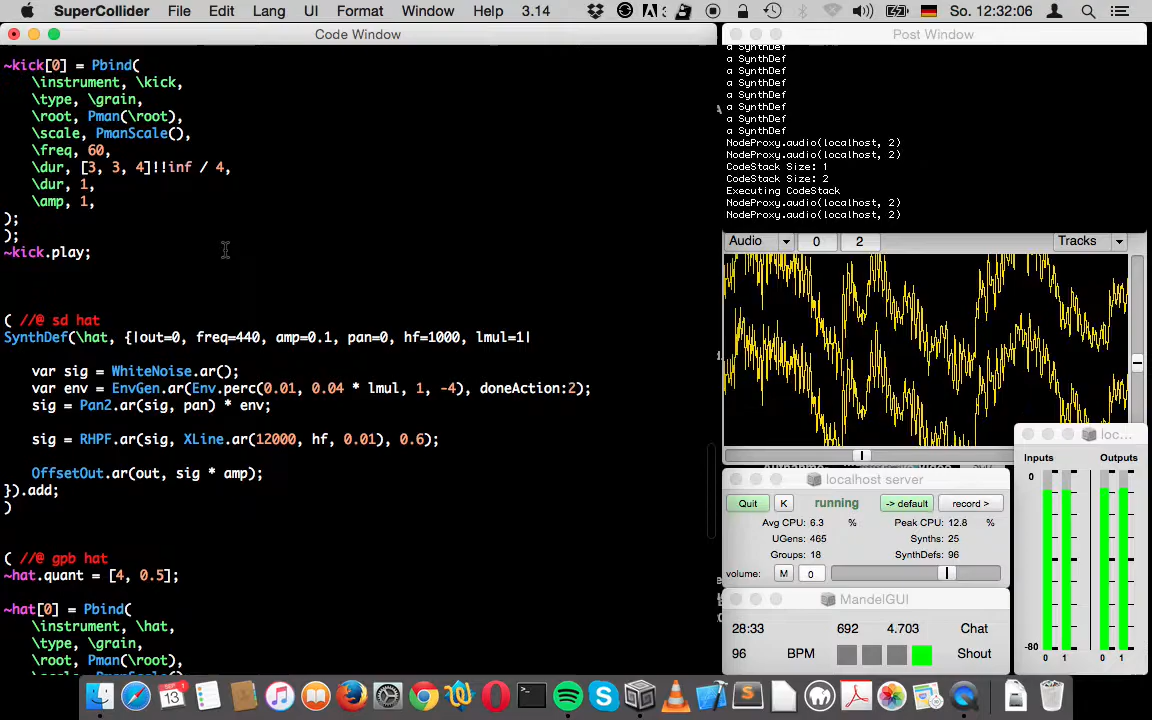 SuperCollider File Edit Lang UI Format Window Help 3.14 So. 12:32:06
Code Window
~kick[0] = Pbind(
\instrument, \kick,
\type, \grain,
\root, Pman(\root),
\scale, PmanScale(),
\freq, 60,
\dur, [3, 3, 4]!!inf / 4,
\dur, 1,
\amp, 1,
);
);
~kick.play;
( //@ sd hat
SynthDef(\hat, {|out=0, freq=440, amp=0.1, pan=0, hf=1000, lmul=1|
var sig = WhiteNoise.ar();
var env = EnvGen.ar(Env.perc(0.01, 0.04 * lmul, 1, -4), doneAction:2);
sig = Pan2.ar(sig, pan) * env;
sig = RHPF.ar(sig, XLine.ar(12000, hf, 0.01), 0.6);
OffsetOut.ar(out, sig * amp);
}).add;
)
( //@ gpb hat
~hat.quant = [4, 0.5];
~hat[0] = Pbind(
\instrument, \hat,
\type, \grain,
\root, Pman(\root),
\scale, PmanScale(),
Post Window
a SynthDef
a SynthDef
a SynthDef
a SynthDef
a SynthDef
a SynthDef
a SynthDef
a SynthDef
NodeProxy.audio(localhost, 2)
NodeProxy.audio(localhost, 2)
CodeStack Size: 1
CodeStack Size: 2
Executing CodeStack
NodeProxy.audio(localhost, 2)
NodeProxy.audio(localhost, 2)
Audio 0 2 Tracks
localhost server
Quit K running -> default record >
Avg CPU: 6.3 % Peak CPU: 12.8 %
UGens: 465 Synths: 25
Groups: 18 SynthDefs: 96
volume: M 0
MandelGUI
28:33 692 4.703 Chat
96 BPM Shout
loc...
Inputs Outputs
0
-80
0 1 0 1